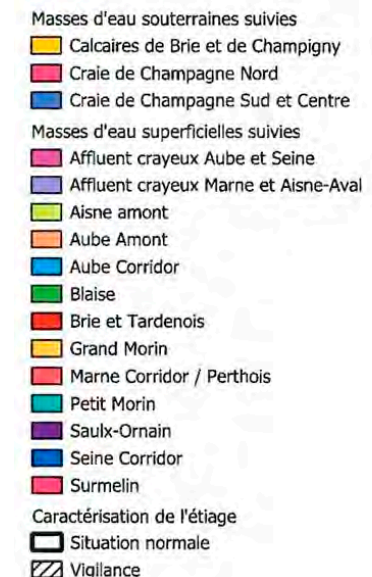 Masses d'eau souterraines suivies
Calcaires de Brie et de Champigny
Craie de Champagne Nord
Craie de Champagne Sud et Centre
Masses d'eau superficielles suivies
Affluent crayeux Aube et Seine
Affluent crayeux Marne et Aisne-Aval
Aisne amont
Aube Amont
Aube Corridor
Blaise
Brie et Tardenois
Grand Morin
Marne Corridor / Perthois
Petit Morin
Saulx-Ornain
Seine Corridor
Surmelin
Caractérisation de l'étiage
Situation normale
Vigilance